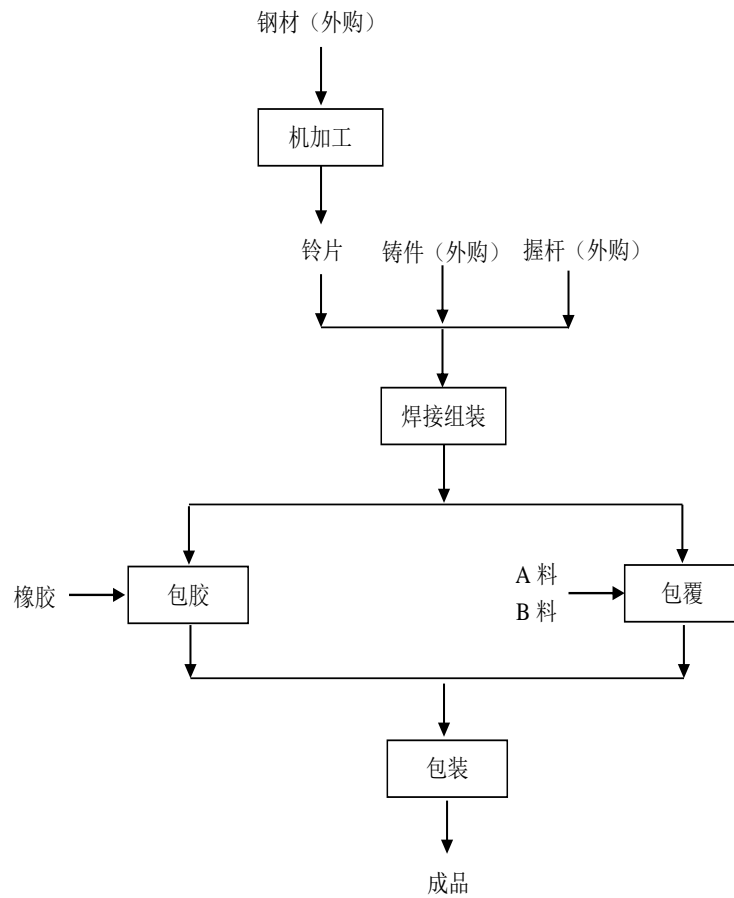 钢材（外购）
机加工
铃片
铸件（外购）
握杆（外购）
焊接组装
橡胶
包胶
A 料
B 料
包覆
包装
成品